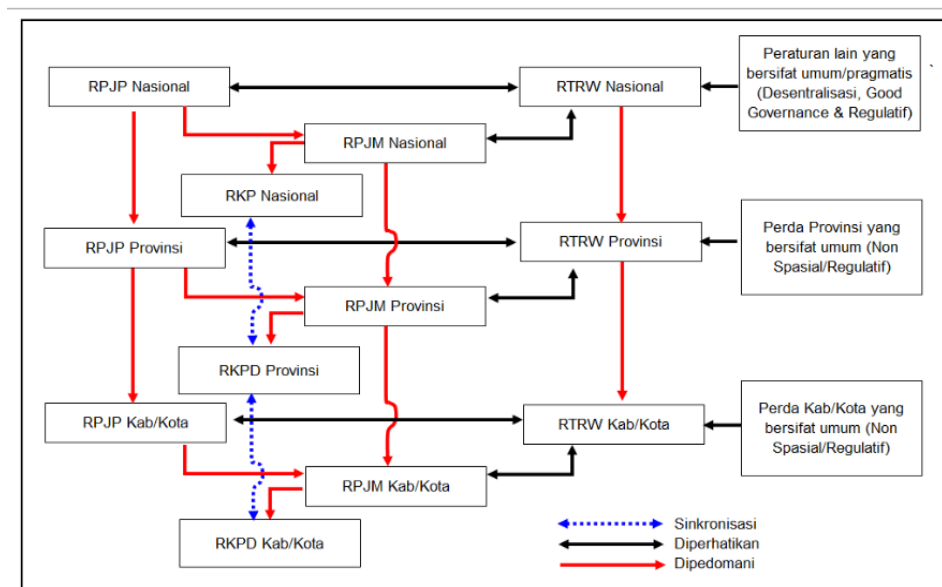 RPJP Nasional
RTRW Nasional
Peraturan lain yang
bersifat umum/pragmatis
(Desentralisasi, Good
Governance & Regulatif)
RPJM Nasional
RKP Nasional
RPJP Provinsi
RTRW Provinsi
Perda Provinsi yang
bersifat umum (Non
Spasial/Regulatif)
RPJM Provinsi
RKPD Provinsi
RPJP Kab/Kota
RTRW Kab/Kota
Perda Kab/Kota yang
bersifat umum (Non
Spasial/Regulatif)
RPJM Kab/Kota
RKPD Kab/Kota
Sinkronisasi
Diperhatikan
Dipedomani